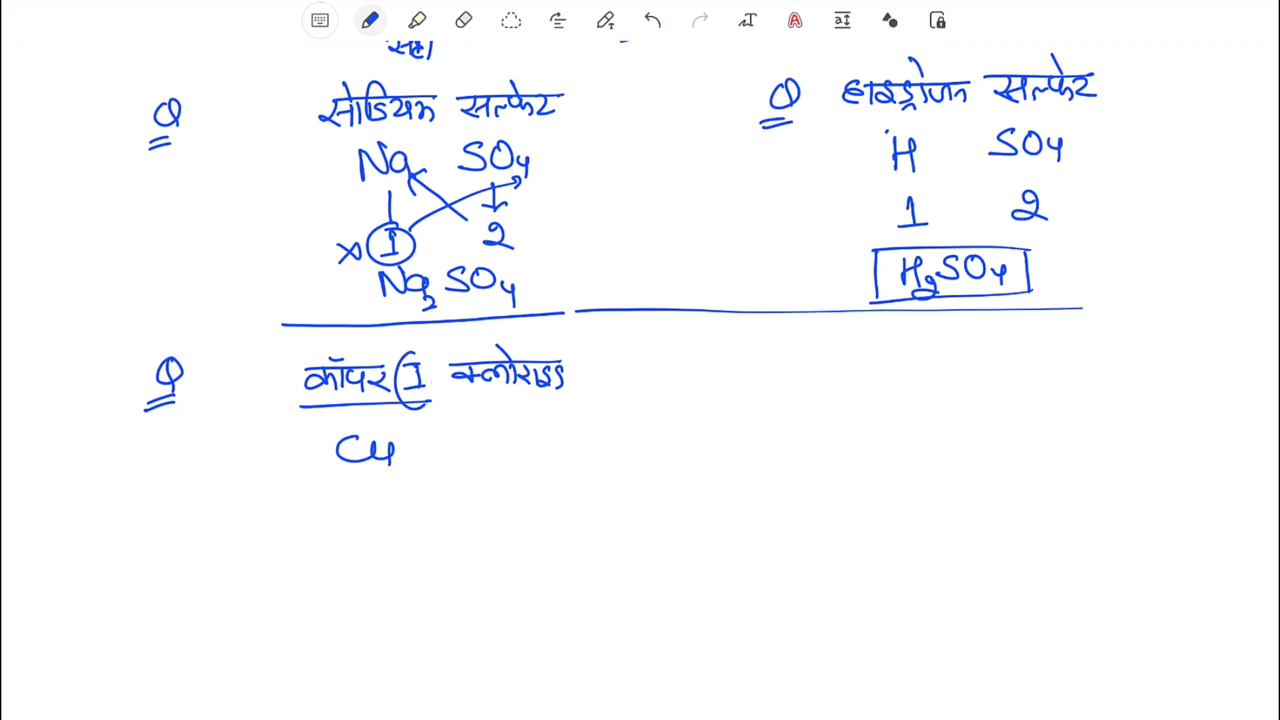 Q सोडियम सल्फेट
Na SO4
1 2
Na2SO4
Q हाइड्रोजन सल्फेट
H SO4
1 2
H2SO4
Q कॉपर (I क्लोराइड
Cu